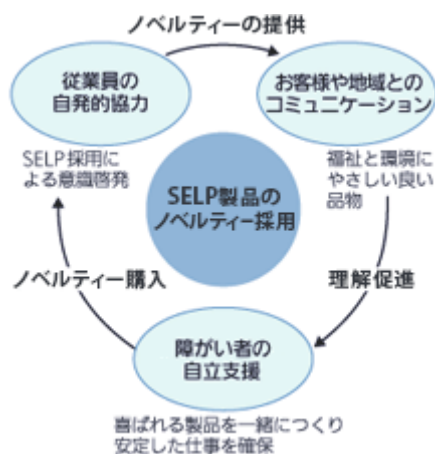 ノベルティーの提供
従業員の
自発的協力
お客様や地域との
コミュニケーション
SELP採用に
よる意識啓発
福祉と環境に
やさしい良い
品物
SELP製品の
ノベルティー採用
ノベルティー購入
理解促進
障がい者の
自立支援
喜ばれる製品を一緒につくり
安定した仕事を確保